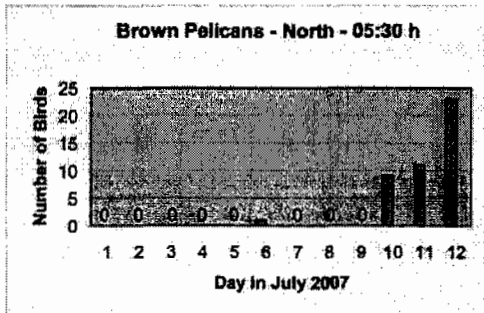 Brown Pelicans - North - 05:30 h
Number of Birds
25
20
15
10
5
0
0 0 0 0 0 0 0 0
1 2 3 4 5 6 7 8 9 10 11 12
Day in July 2007